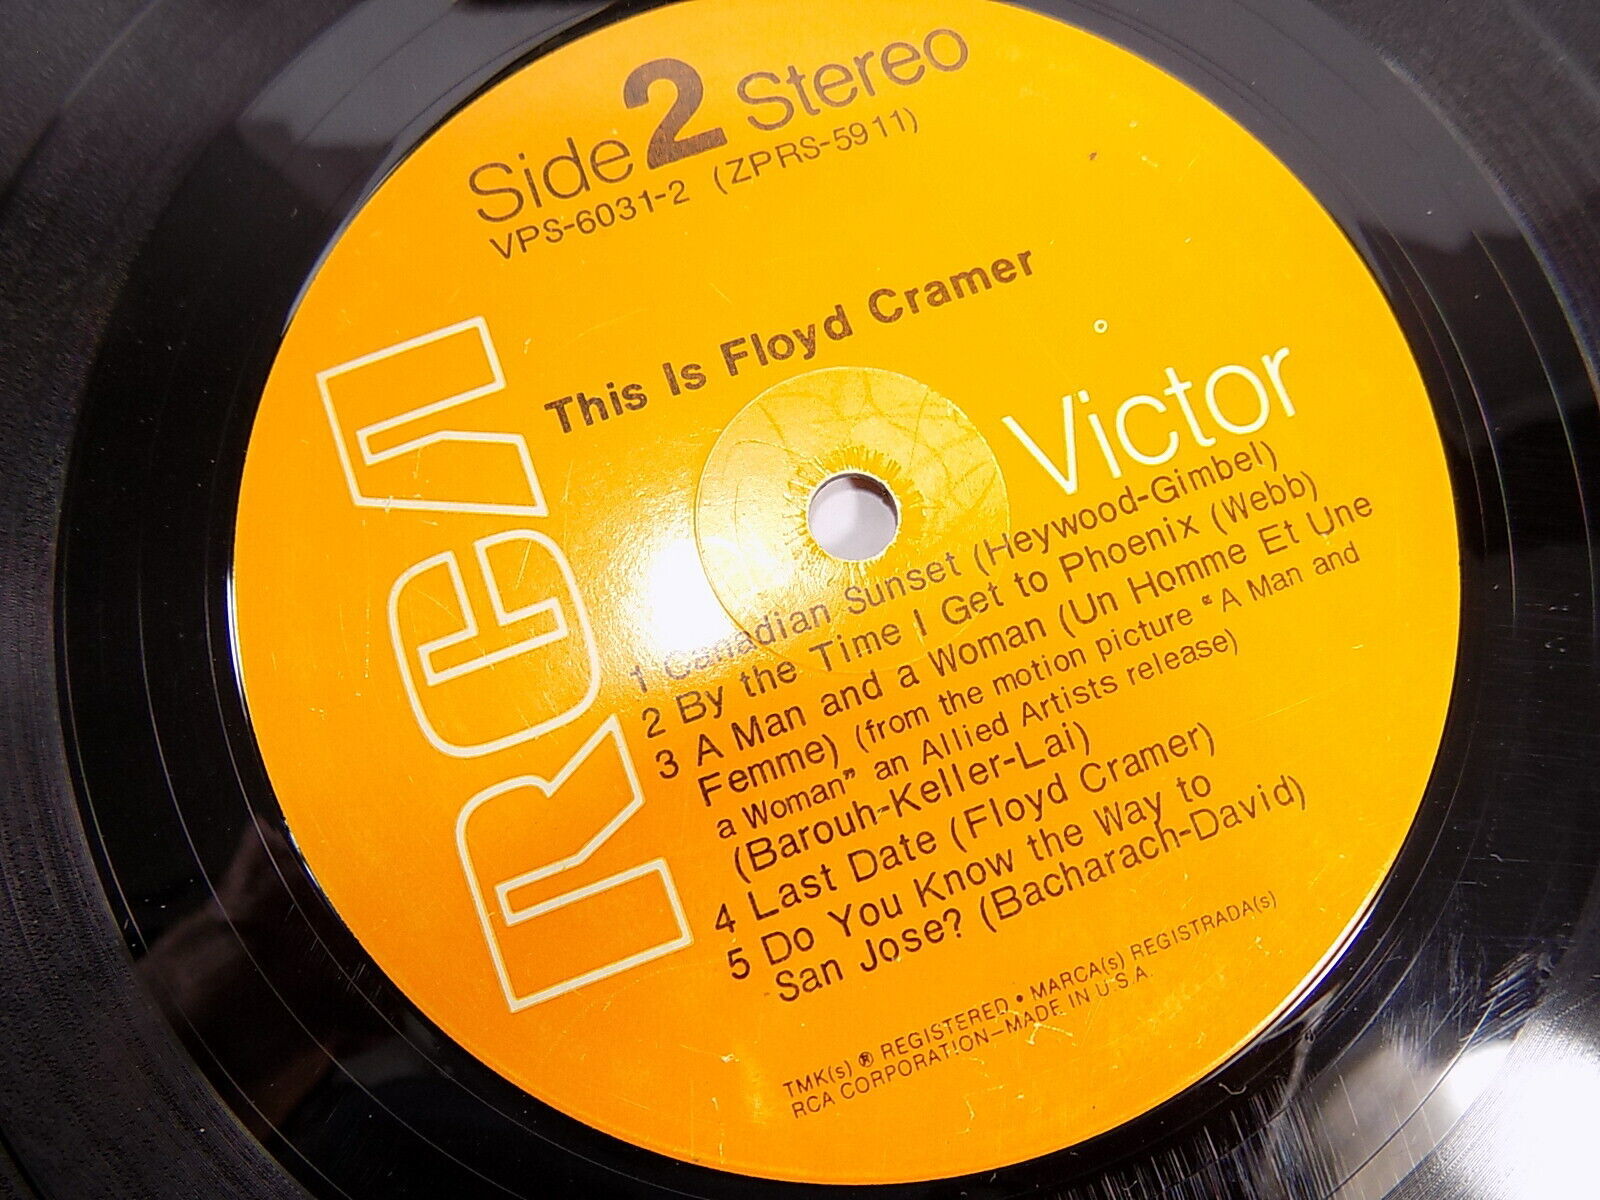 Side 2 Stereo
VPS-6031-2 (ZPRS-5911)
This Is Floyd Cramer
RCA
Victor
1 Canadian Sunset (Heywood-Gimbel)
2 By the Time I Get to Phoenix (Webb)
3 A Man and a Woman (Un Homme Et Une
Femme) (from the motion picture "A Man and
a Woman" an Allied Artists release)
(Barouh-Keller-Lai)
4 Last Date (Floyd Cramer)
5 Do You Know the Way to
San Jose? (Bacharach-David)
TMK(s) ® REGISTERED • MARCA(s) REGISTRADA(s)
RCA CORPORATION—MADE IN U.S.A.